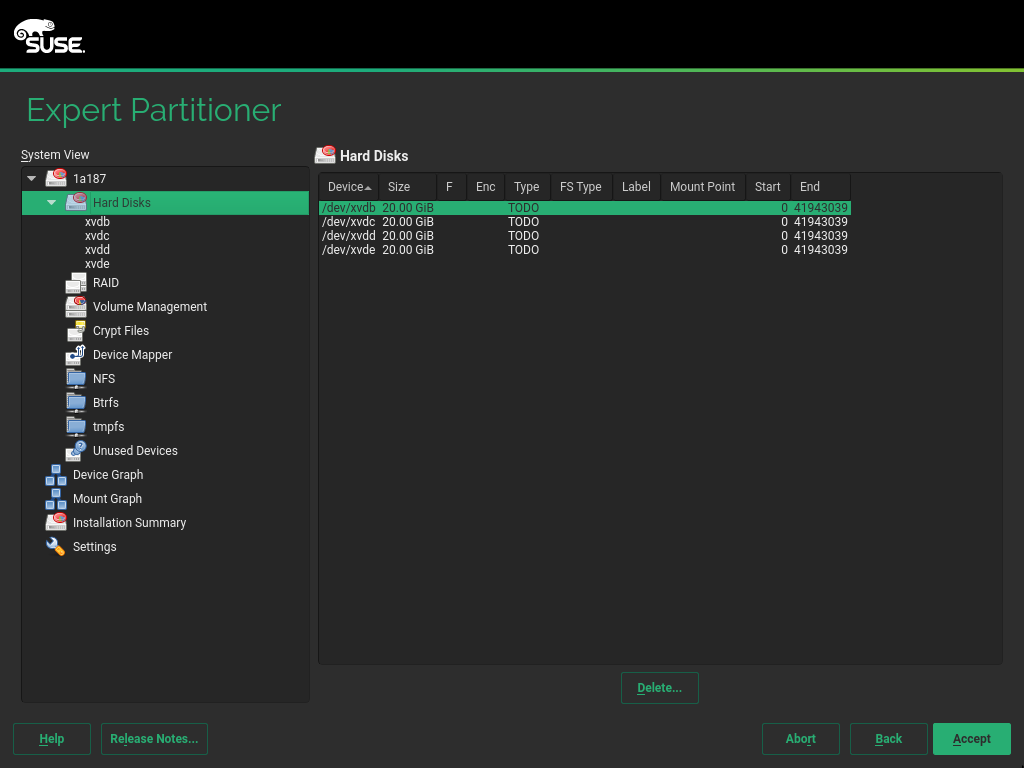 SUSE.
Expert Partitioner
System View
1a187
Hard Disks
xvdb
xvdc
xvdd
xvde
RAID
Volume Management
Crypt Files
Device Mapper
NFS
Btrfs
tmpfs
Unused Devices
Device Graph
Mount Graph
Installation Summary
Settings
Hard Disks
Device Size F Enc Type FS Type Label Mount Point Start End
/dev/xvdb 20.00 GiB TODO 0 41943039
/dev/xvdc 20.00 GiB TODO 0 41943039
/dev/xvdd 20.00 GiB TODO 0 41943039
/dev/xvde 20.00 GiB TODO 0 41943039
Delete...
Help Release Notes... Abort Back Accept